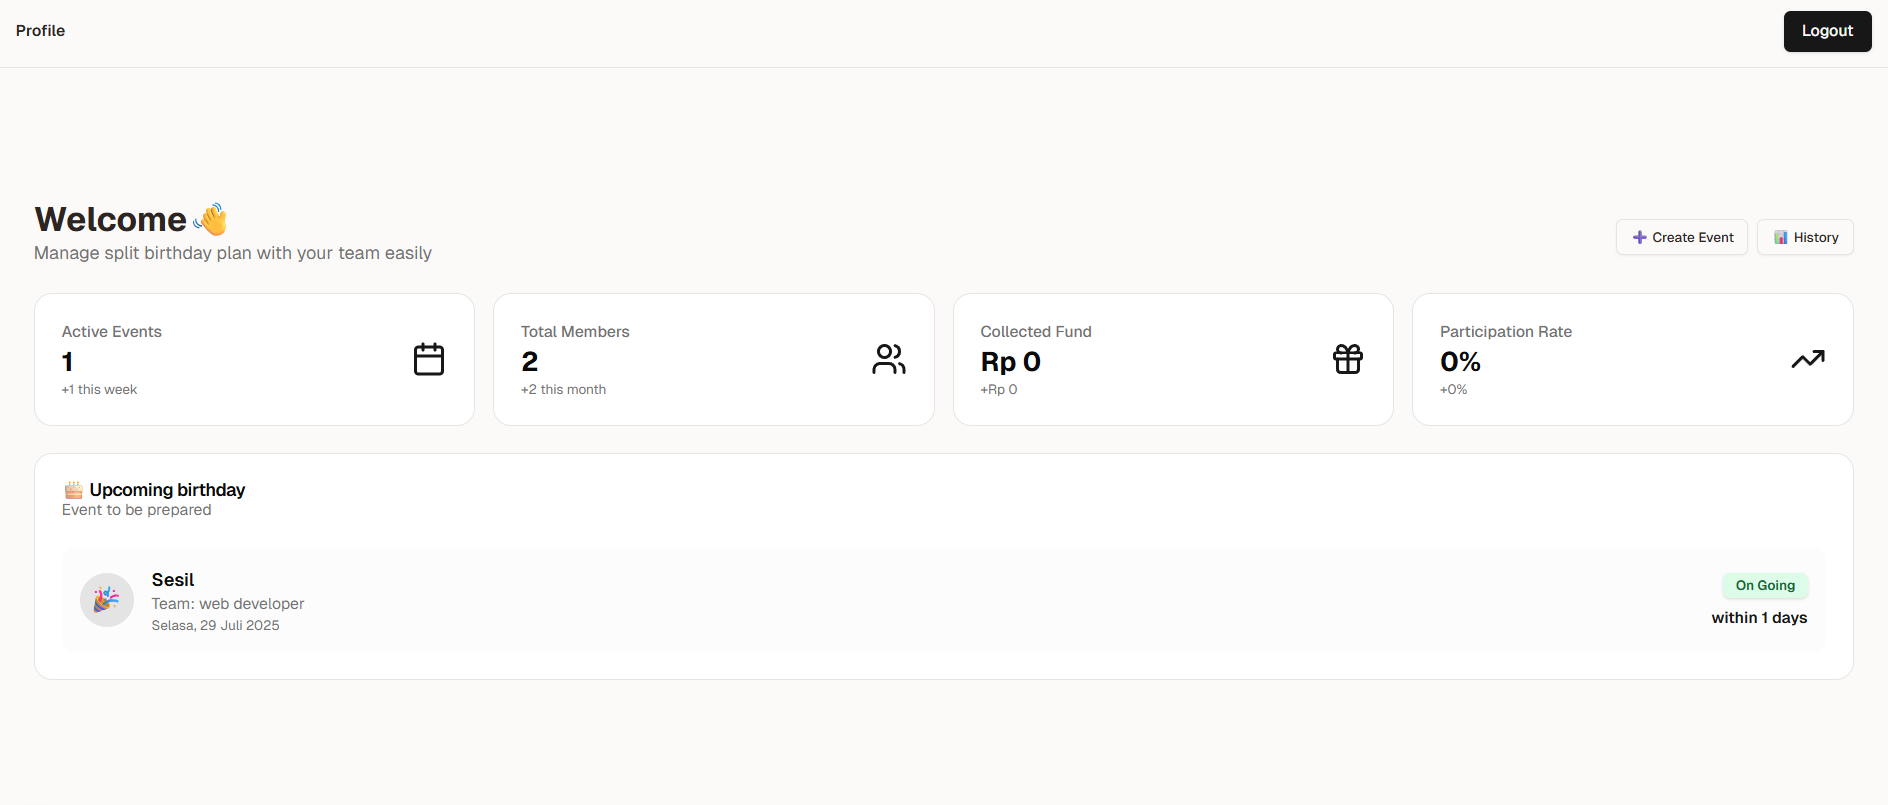 Profile
Logout
Welcome 👋
Manage split birthday plan with your team easily
➕ Create Event
📊 History
Active Events
1
+1 this week
Total Members
2
+2 this month
Collected Fund
Rp 0
+Rp 0
Participation Rate
0%
+0%
🎂 Upcoming birthday
Event to be prepared
Sesil
Team: web developer
Selasa, 29 Juli 2025
On Going
within 1 days